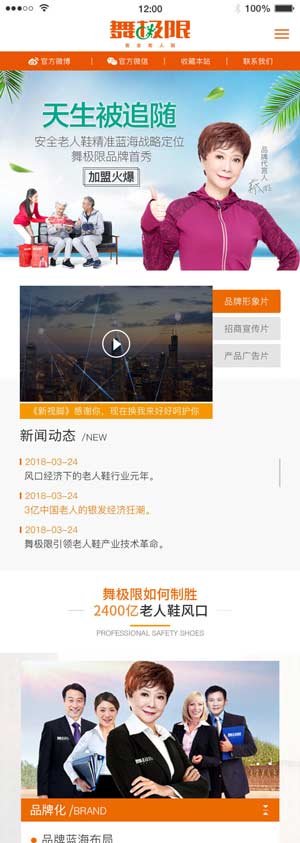 12:00
100%
舞极限
安全老人鞋
官方微博
官方微信
收藏本站
联系我们
天生被追随
安全老人鞋精准蓝海战略定位
舞极限品牌首秀
加盟火爆
品牌代言人
品牌形象片
招商宣传片
产品广告片
《新视脚》感谢你，现在换我来好好呵护你
新闻动态 /NEW
2018-03-24
风口经济下的老人鞋行业元年。
2018-03-24
3亿中国老人的银发经济狂潮。
2018-03-24
舞极限引领老人鞋产业技术革命。
舞极限如何制胜
2400亿老人鞋风口
PROFESSIONAL SAFETY SHOES
品牌化 /BRAND
品牌蓝海布局